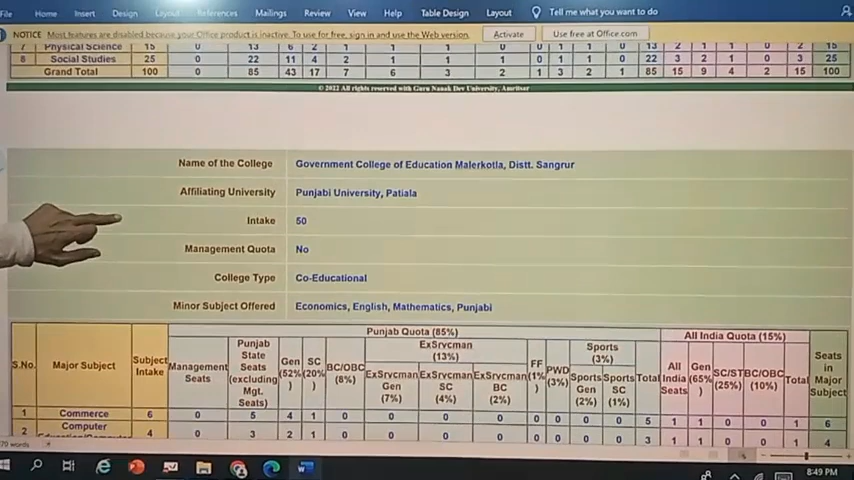 File Home Insert Design Layout References Mailings Review View Help Table Design Layout Tell me what you want to do
NOTICE Most features are disabled because your Office product is inactive. To use for free, sign in and use the Web version. Activate Use free at Office.com
7 Physical Science 15 0 13 6 2 1 1 1 0 0 1 1 0 13 2 1 1 0 2 15
8 Social Studies 25 0 22 11 4 2 1 1 1 0 1 1 0 22 3 2 1 0 3 25
Grand Total 100 0 85 43 17 7 6 3 2 1 3 2 1 85 15 9 4 2 15 100
© 2022 All rights reserved with Guru Nanak Dev University, Amritsar
Name of the College Government College of Education Malerkotla, Distt. Sangrur
Affiliating University Punjabi University, Patiala
Intake 50
Management Quota No
College Type Co-Educational
Minor Subject Offered Economics, English, Mathematics, Punjabi
Punjab Quota (85%) All India Quota (15%)
S.No. Major Subject Subject Intake Management Seats Punjab State Seats (excluding Mgt. Seats) Gen (52%) SC (20%) BC/OBC (8%) ExSrvcman (13%) ExSrvcman Gen (7%) ExSrvcman SC (4%) ExSrvcman BC (2%) FF (1%) PWD (3%) Sports (3%) Sports Gen (2%) Sports SC (1%) Total All India Seats Gen (65%) SC/ST (25%) BC/OBC (10%) Total Seats in Major Subject
1 Commerce 6 0 5 4 1 0 0 0 0 0 0 0 0 5 1 1 0 0 1 6
2 Computer 4 0 3 2 1 0 0 0 0 0 0 0 0 3 1 1 0 0 1 4
8:49 PM